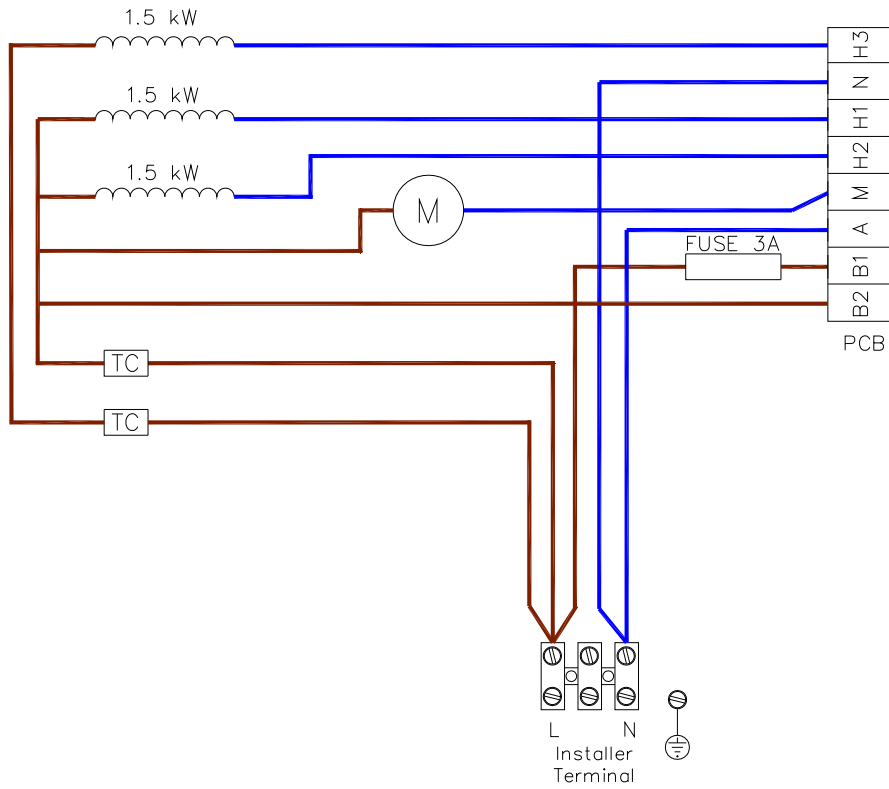 1.5 kW
H3
N
1.5 kW
H1
1.5 kW
H2
M
M
A
FUSE 3A
B1
B2
PCB
TC
TC
L N
Installer
Terminal